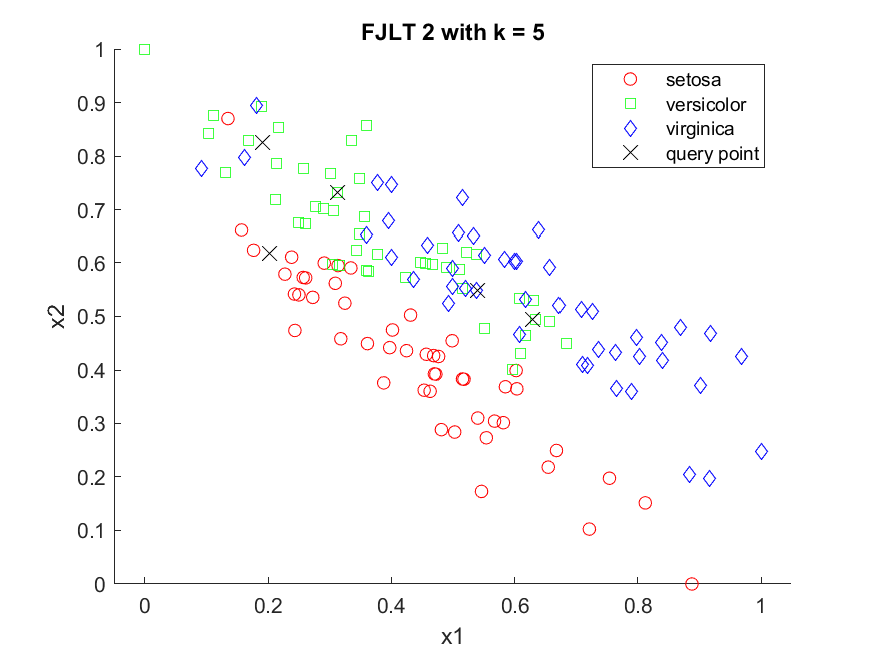 FJLT 2 with k = 5
setosa
versicolor
virginica
query point
1
0.9
0.8
0.7
0.6
0.5
0.4
0.3
0.2
0.1
0
x2
0 0.2 0.4 0.6 0.8 1
x1